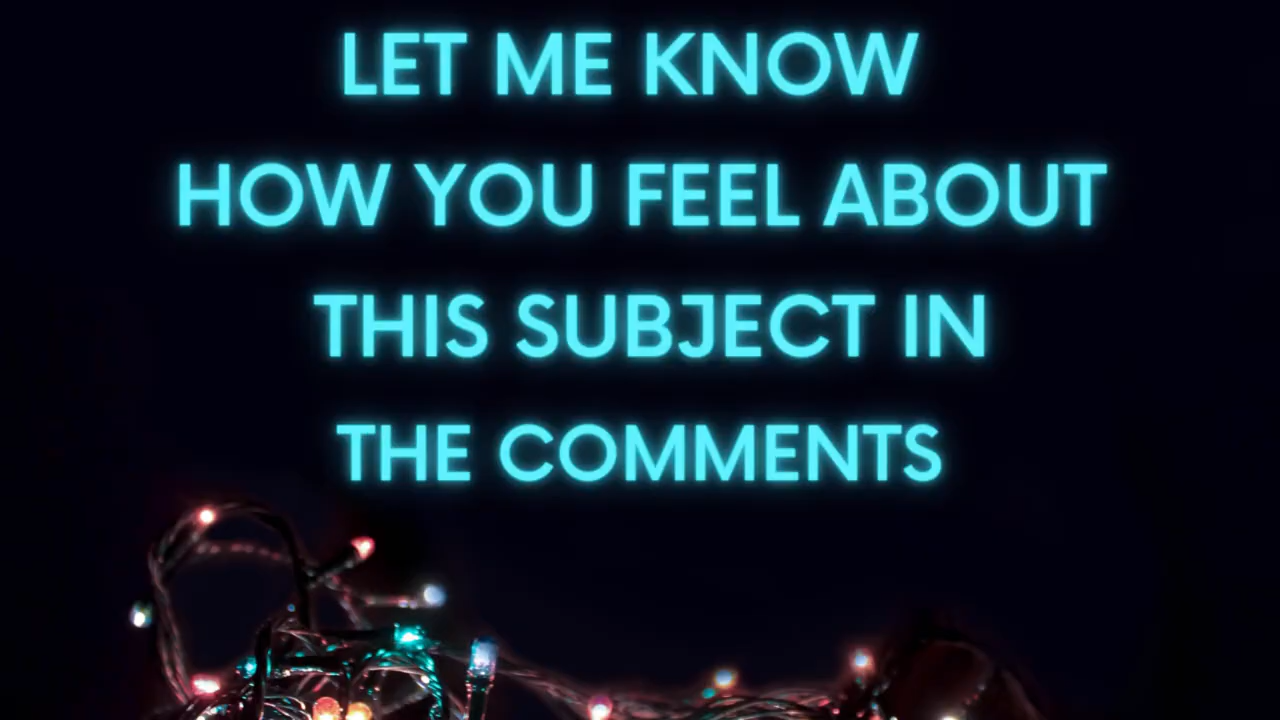 LET ME KNOW
HOW YOU FEEL ABOUT
THIS SUBJECT IN
THE COMMENTS